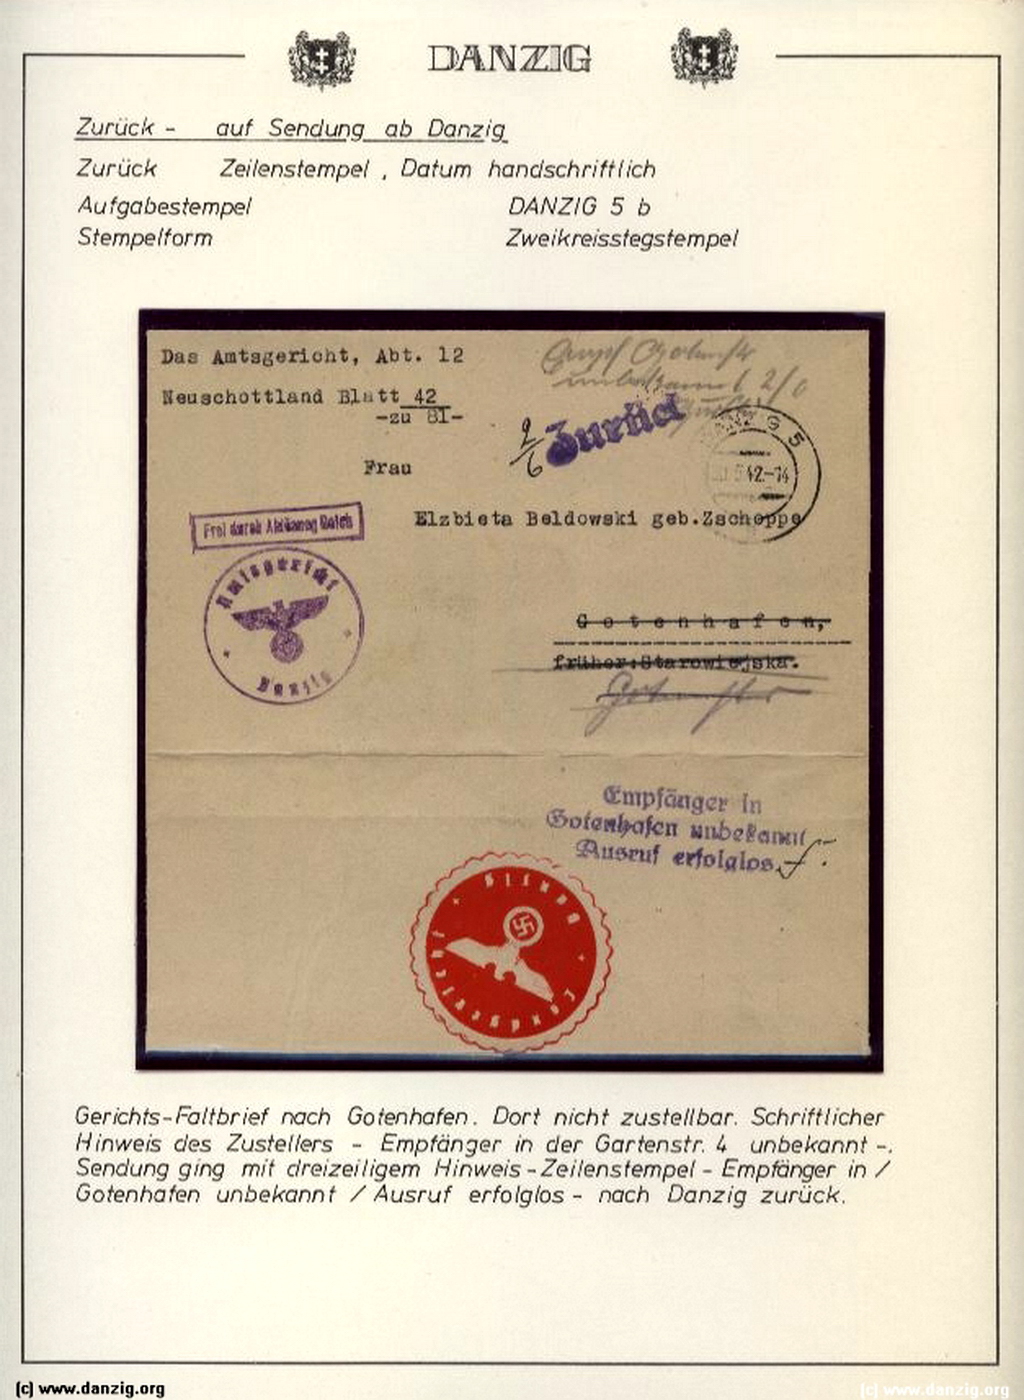 DANZIG
Zurück - auf Sendung ab Danzig
Zurück Zeilenstempel , Datum handschriftlich
Aufgabestempel DANZIG 5 b
Stempelform Zweikreisstegstempel
Das Amtsgericht, Abt. 12
Neuschottland Blatt 42
-zu 81-
2/6 Zurück
DANZIG 5
42.-14
Frau
Elzbieta Beldowski geb.Zschoppe
Frei durch Ablösung Reich
Amtsgericht
Danzig
Gotenhafen,
früher:Starowiejska.
Empfänger in
Gotenhafen unbekannt
Ausruf erfolglos
Gerichts-Faltbrief nach Gotenhafen. Dort nicht zustellbar. Schriftlicher
Hinweis des Zustellers - Empfänger in der Gartenstr. 4 unbekannt -.
Sendung ging mit dreizeiligem Hinweis-Zeilenstempel - Empfänger in /
Gotenhafen unbekannt / Ausruf erfolglos - nach Danzig zurück.
(c) www.danzig.org
(c) www.danzig.org